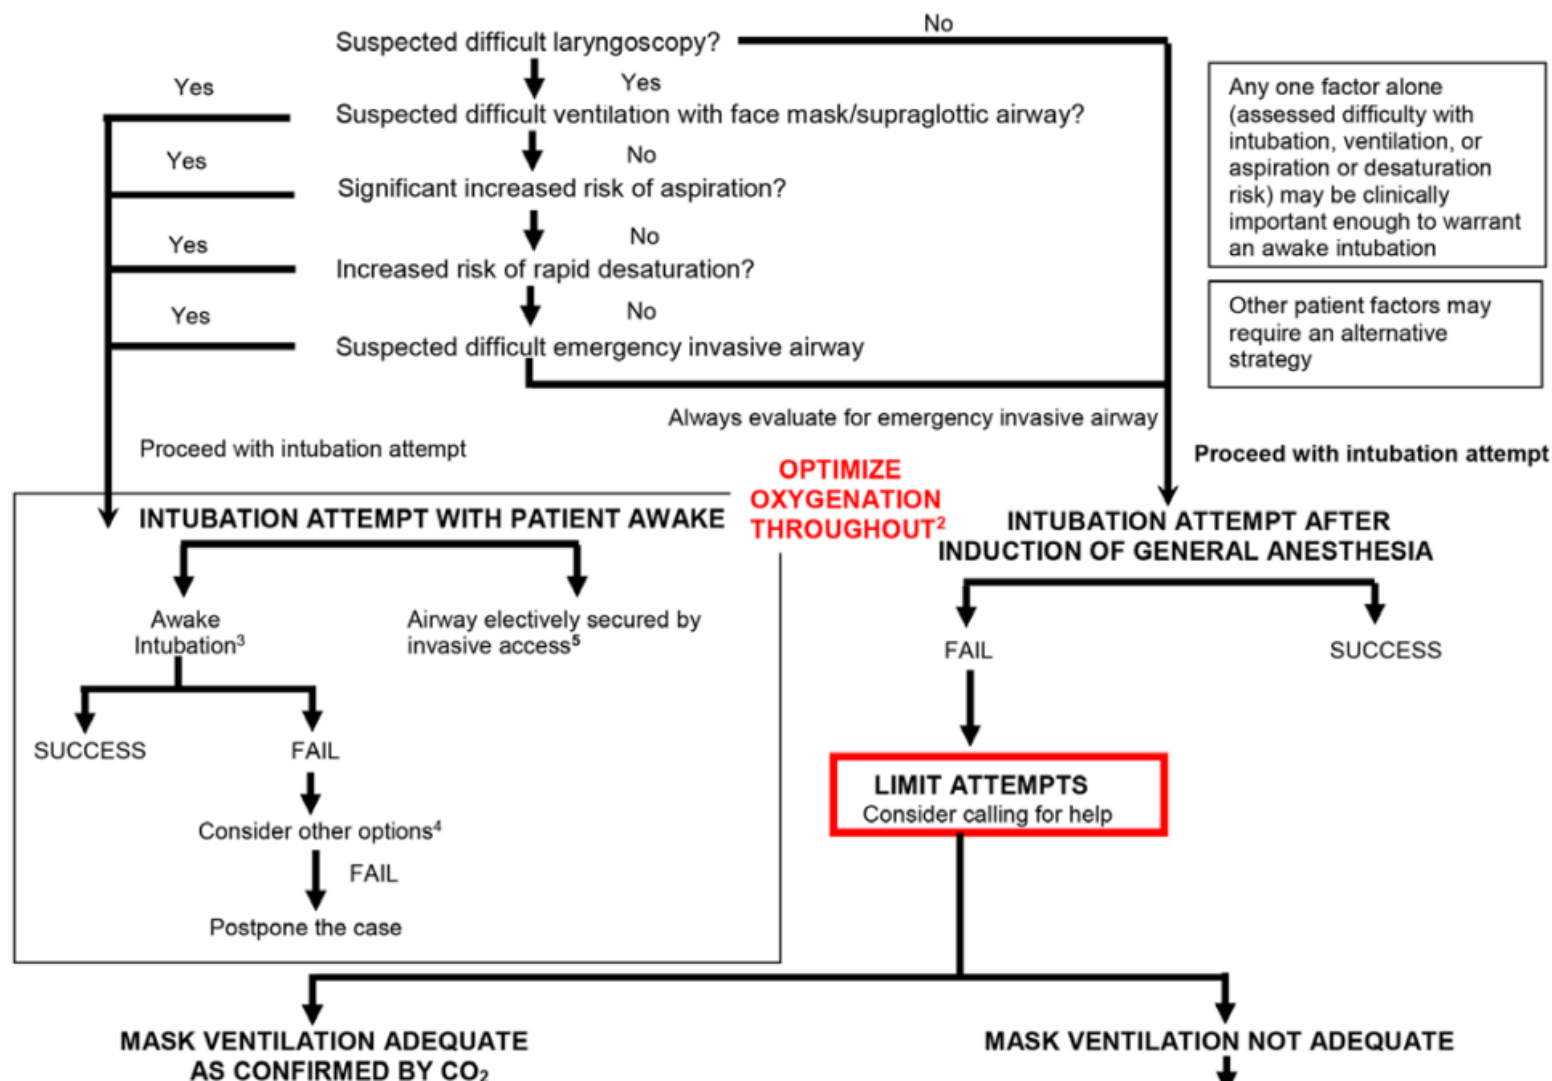 No
Suspected difficult laryngoscopy?
Yes
Yes
Suspected difficult ventilation with face mask/supraglottic airway?
No
Yes
Significant increased risk of aspiration?
No
Yes
Increased risk of rapid desaturation?
No
Yes
Suspected difficult emergency invasive airway
Any one factor alone
(assessed difficulty with
intubation, ventilation, or
aspiration or desaturation
risk) may be clinically
important enough to warrant
an awake intubation
Other patient factors may
require an alternative
strategy
Always evaluate for emergency invasive airway
Proceed with intubation attempt
Proceed with intubation attempt
OPTIMIZE
OXYGENATION
THROUGHOUT²
INTUBATION ATTEMPT WITH PATIENT AWAKE
INTUBATION ATTEMPT AFTER
INDUCTION OF GENERAL ANESTHESIA
Awake
Intubation³
Airway electively secured by
invasive access⁵
SUCCESS
FAIL
Consider other options⁴
FAIL
Postpone the case
FAIL
SUCCESS
LIMIT ATTEMPTS
Consider calling for help
MASK VENTILATION ADEQUATE
AS CONFIRMED BY CO₂
MASK VENTILATION NOT ADEQUATE